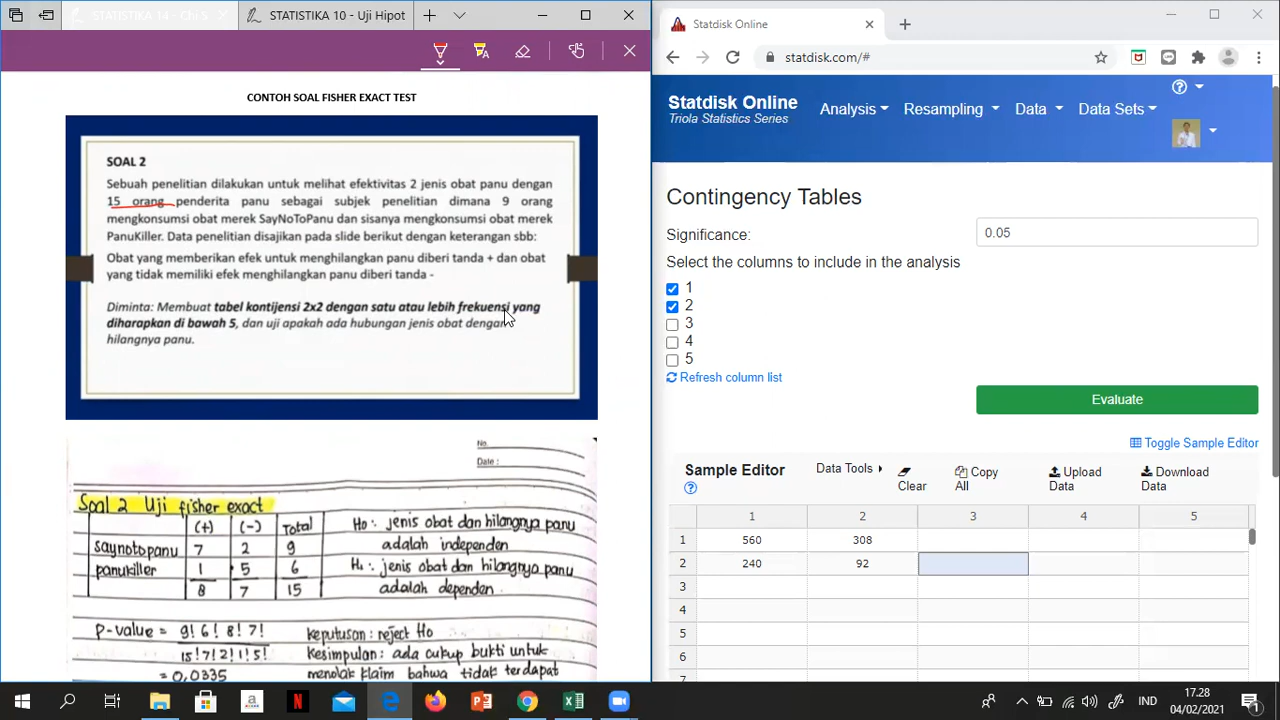 STATISTIKA 14 - Chi S
STATISTIKA 10 - Uji Hipot
CONTOH SOAL FISHER EXACT TEST
SOAL 2
Sebuah penelitian dilakukan untuk melihat efektivitas 2 jenis obat panu dengan
15 orang penderita panu sebagai subjek penelitian dimana 9 orang
mengkonsumsi obat merek SayNoToPanu dan sisanya mengkonsumsi obat merek
PanuKiller. Data penelitian disajikan pada slide berikut dengan keterangan sbb:
Obat yang memberikan efek untuk menghilangkan panu diberi tanda + dan obat
yang tidak memiliki efek menghilangkan panu diberi tanda -
Diminta: Membuat tabel kontijensi 2x2 dengan satu atau lebih frekuensi yang
diharapkan di bawah 5, dan uji apakah ada hubungan jenis obat dengan
hilangnya panu.
No.
Date :
Soal 2 Uji fisher exact
(+) (-) Total
saynotopanu 7 2 9
panukiller 1 5 6
8 7 15
Ho : jenis obat dan hilangnya panu
adalah independen
H1 : jenis obat dan hilangnya panu
adalah dependen
P-value = 9! 6! 8! 7!
15! 7! 2! 1! 5!
= 0,0335
keputusan : reject Ho
kesimpulan : ada cukup bukti untuk
menolak klaim bahwa tidak terdapat
Statdisk Online
statdisk.com/#
Statdisk Online
Triola Statistics Series
Analysis Resampling Data Data Sets
Contingency Tables
Significance:
0.05
Select the columns to include in the analysis
1
2
3
4
5
Refresh column list
Evaluate
Toggle Sample Editor
Sample Editor
Data Tools
Clear
Copy All
Upload Data
Download Data
1 2 3 4 5
1 560 308
2 240 92
3
4
5
6
7
IND
17.28
04/02/2021